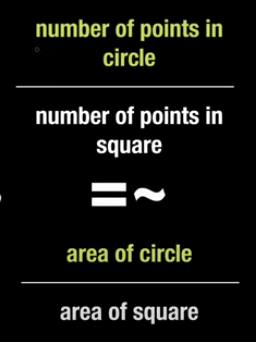 number of points in
circle
number of points in
square
=~
area of circle
area of square